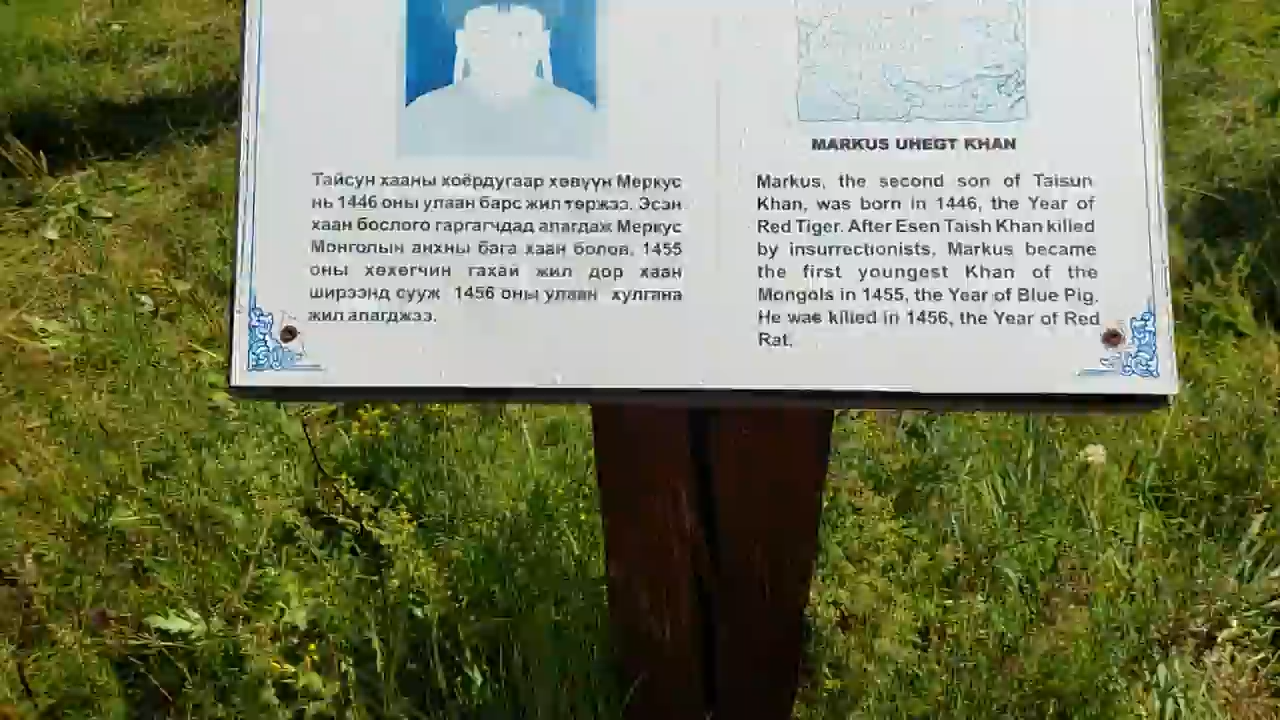 Тайсун хааны хоёрдугаар хөвүүн Меркус
нь 1446 оны улаан барс жил төржээ. Эсэн
хаан бослого гаргагчдад алагдаж Меркус
Монголын анхны бага хаан болов. 1455
оны хөхөгчин гахай жил дор хаан
ширээнд сууж 1456 оны улаан хулгана
жил алагджээ.
MARKUS UHEGT KHAN
Markus, the second son of Taisun
Khan, was born in 1446, the Year of
Red Tiger. After Esen Taish Khan killed
by insurrectionists, Markus became
the first youngest Khan of the
Mongols in 1455, the Year of Blue Pig.
He was killed in 1456, the Year of Red
Rat.